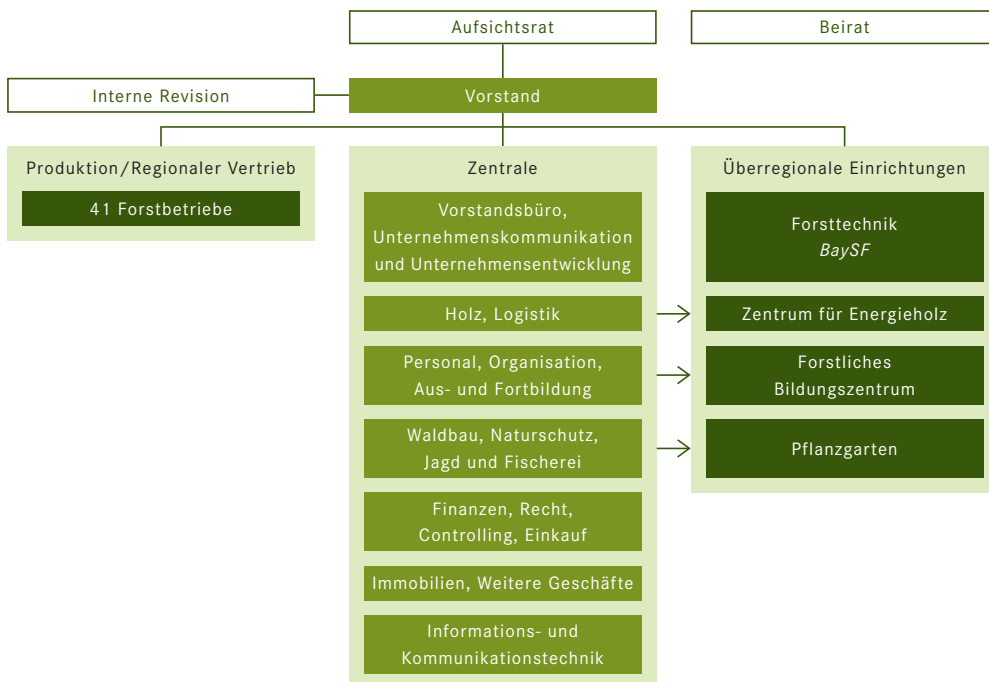 Aufsichtsrat
Beirat
Interne Revision
Vorstand
Produktion/Regionaler Vertrieb
41 Forstbetriebe
Zentrale
Vorstandsbüro,
Unternehmenskommunikation
und Unternehmensentwicklung
Holz, Logistik
Personal, Organisation,
Aus- und Fortbildung
Waldbau, Naturschutz,
Jagd und Fischerei
Finanzen, Recht,
Controlling, Einkauf
Immobilien, Weitere Geschäfte
Informations- und
Kommunikationstechnik
Überregionale Einrichtungen
Forsttechnik
BaySF
Zentrum für Energieholz
Forstliches
Bildungszentrum
Pflanzgarten